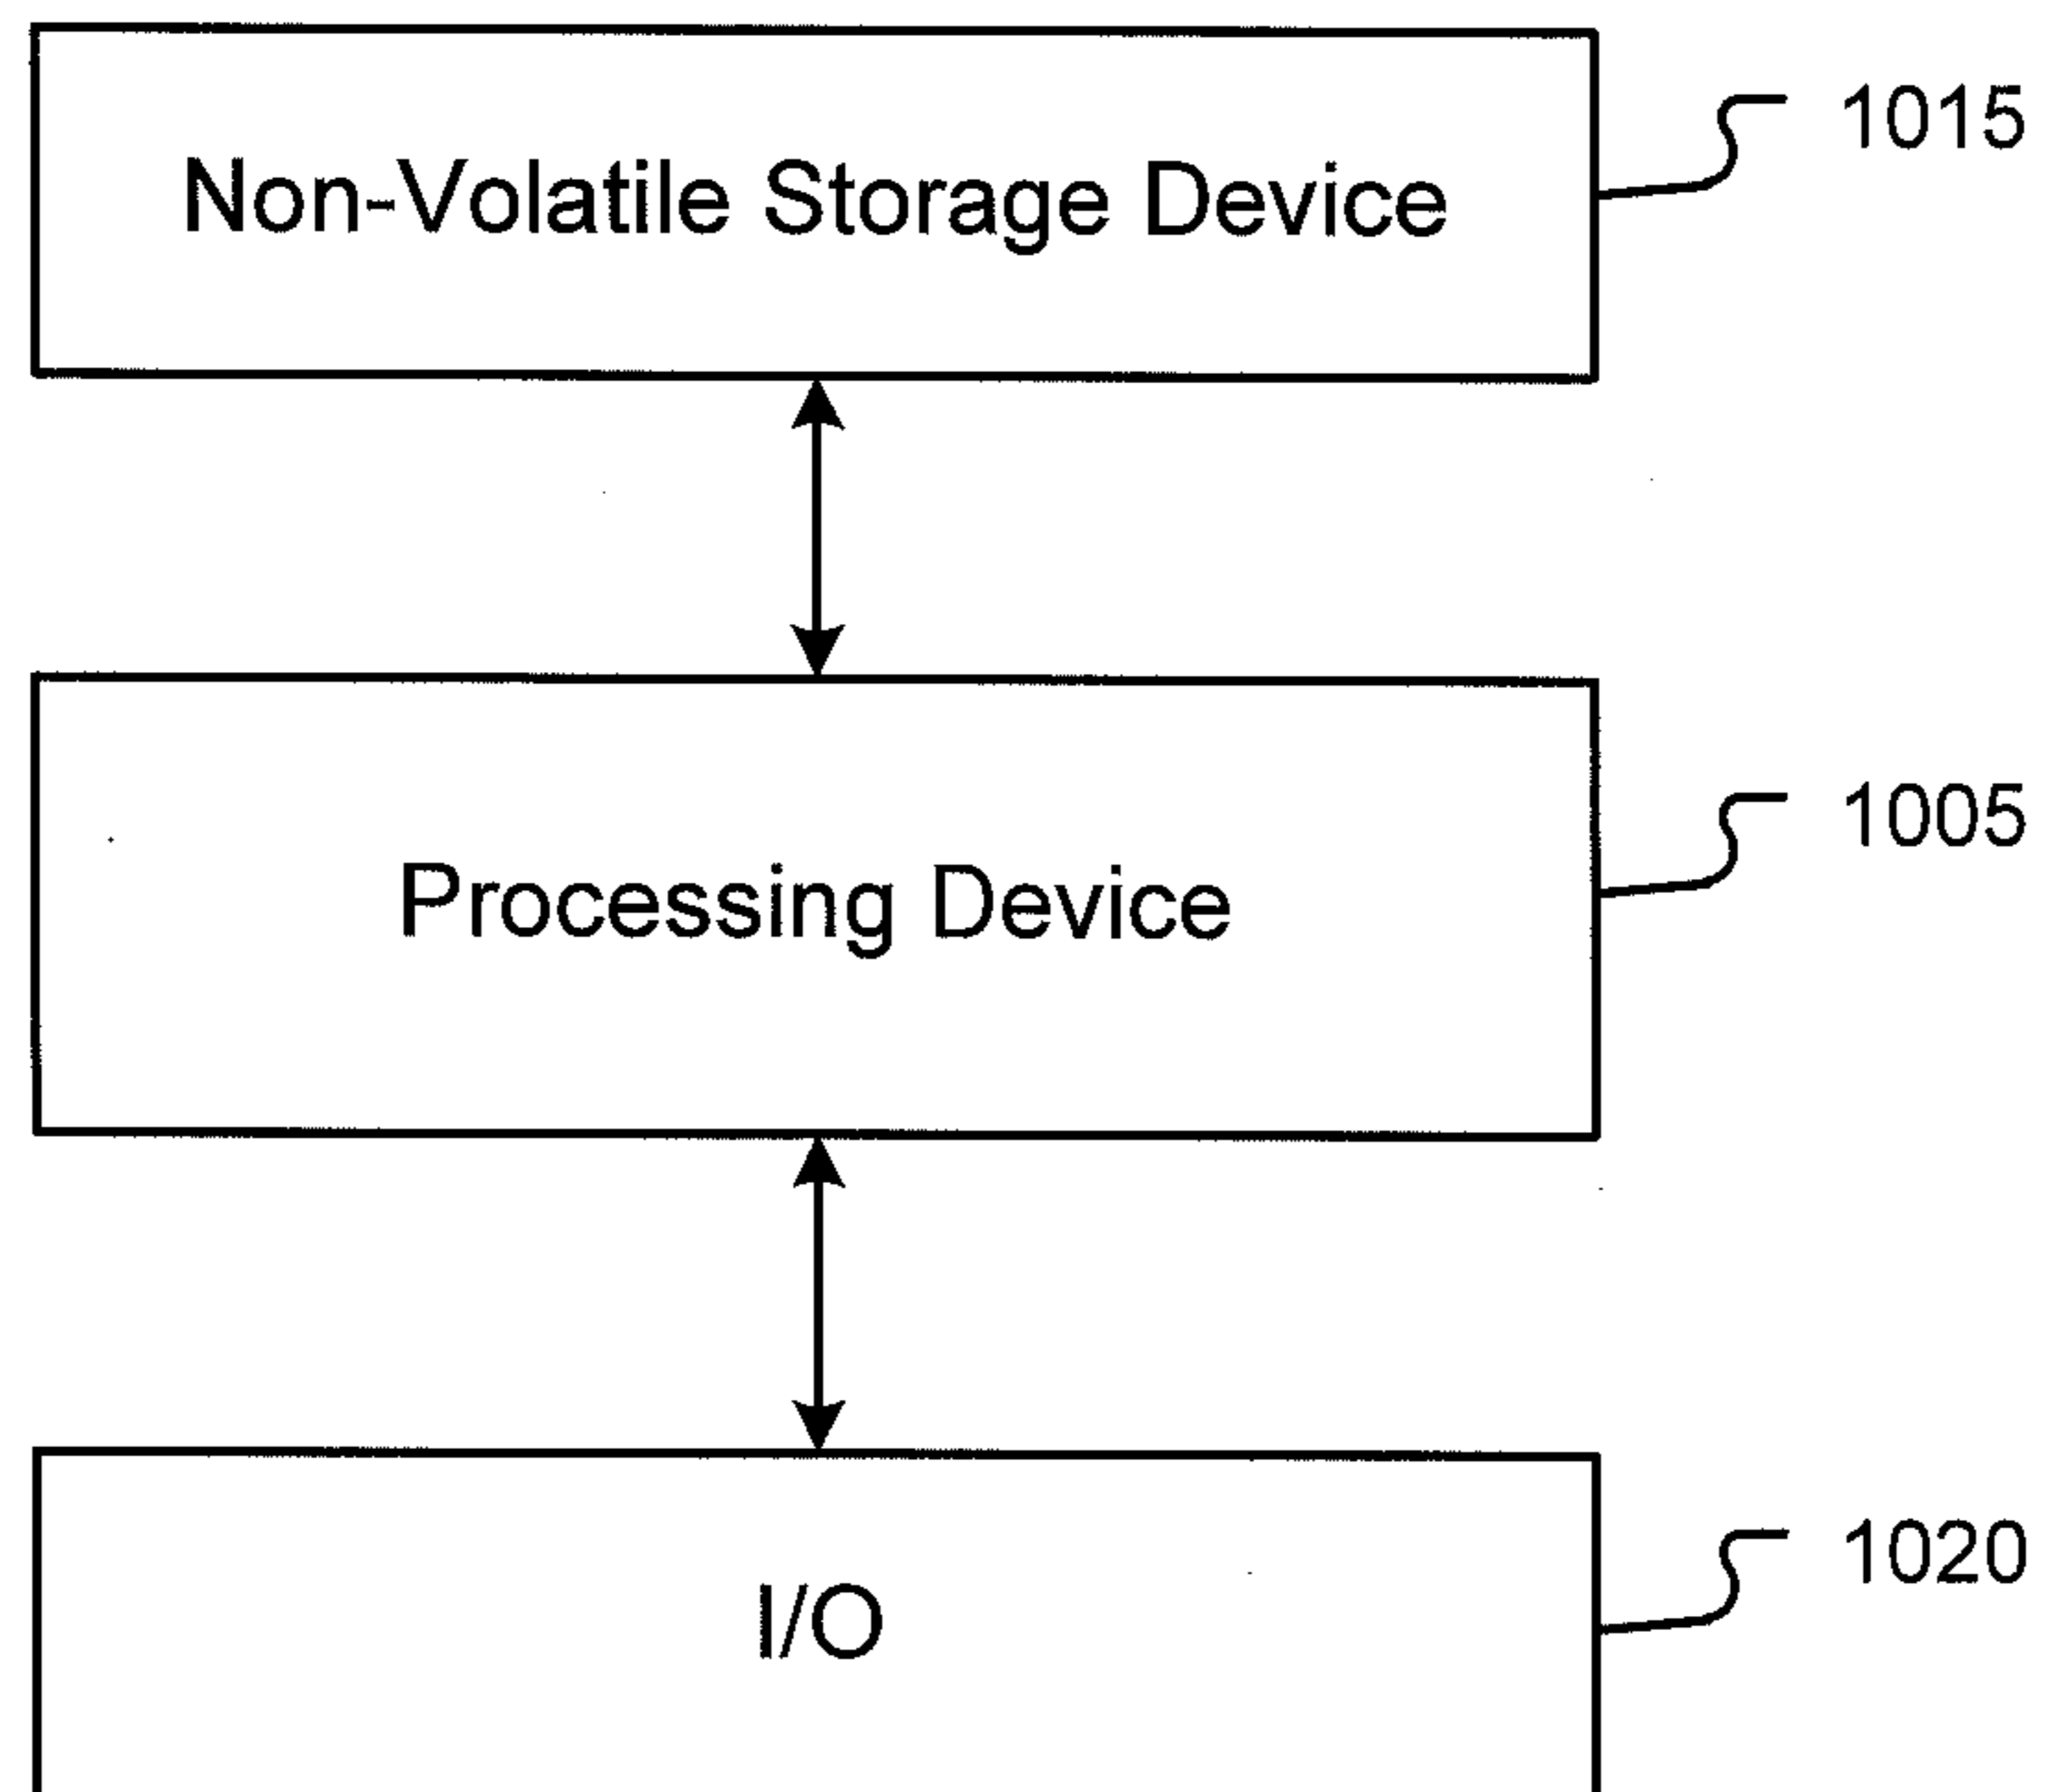 Non-Volatile Storage Device
1015
Processing Device
1005
I/O
1020